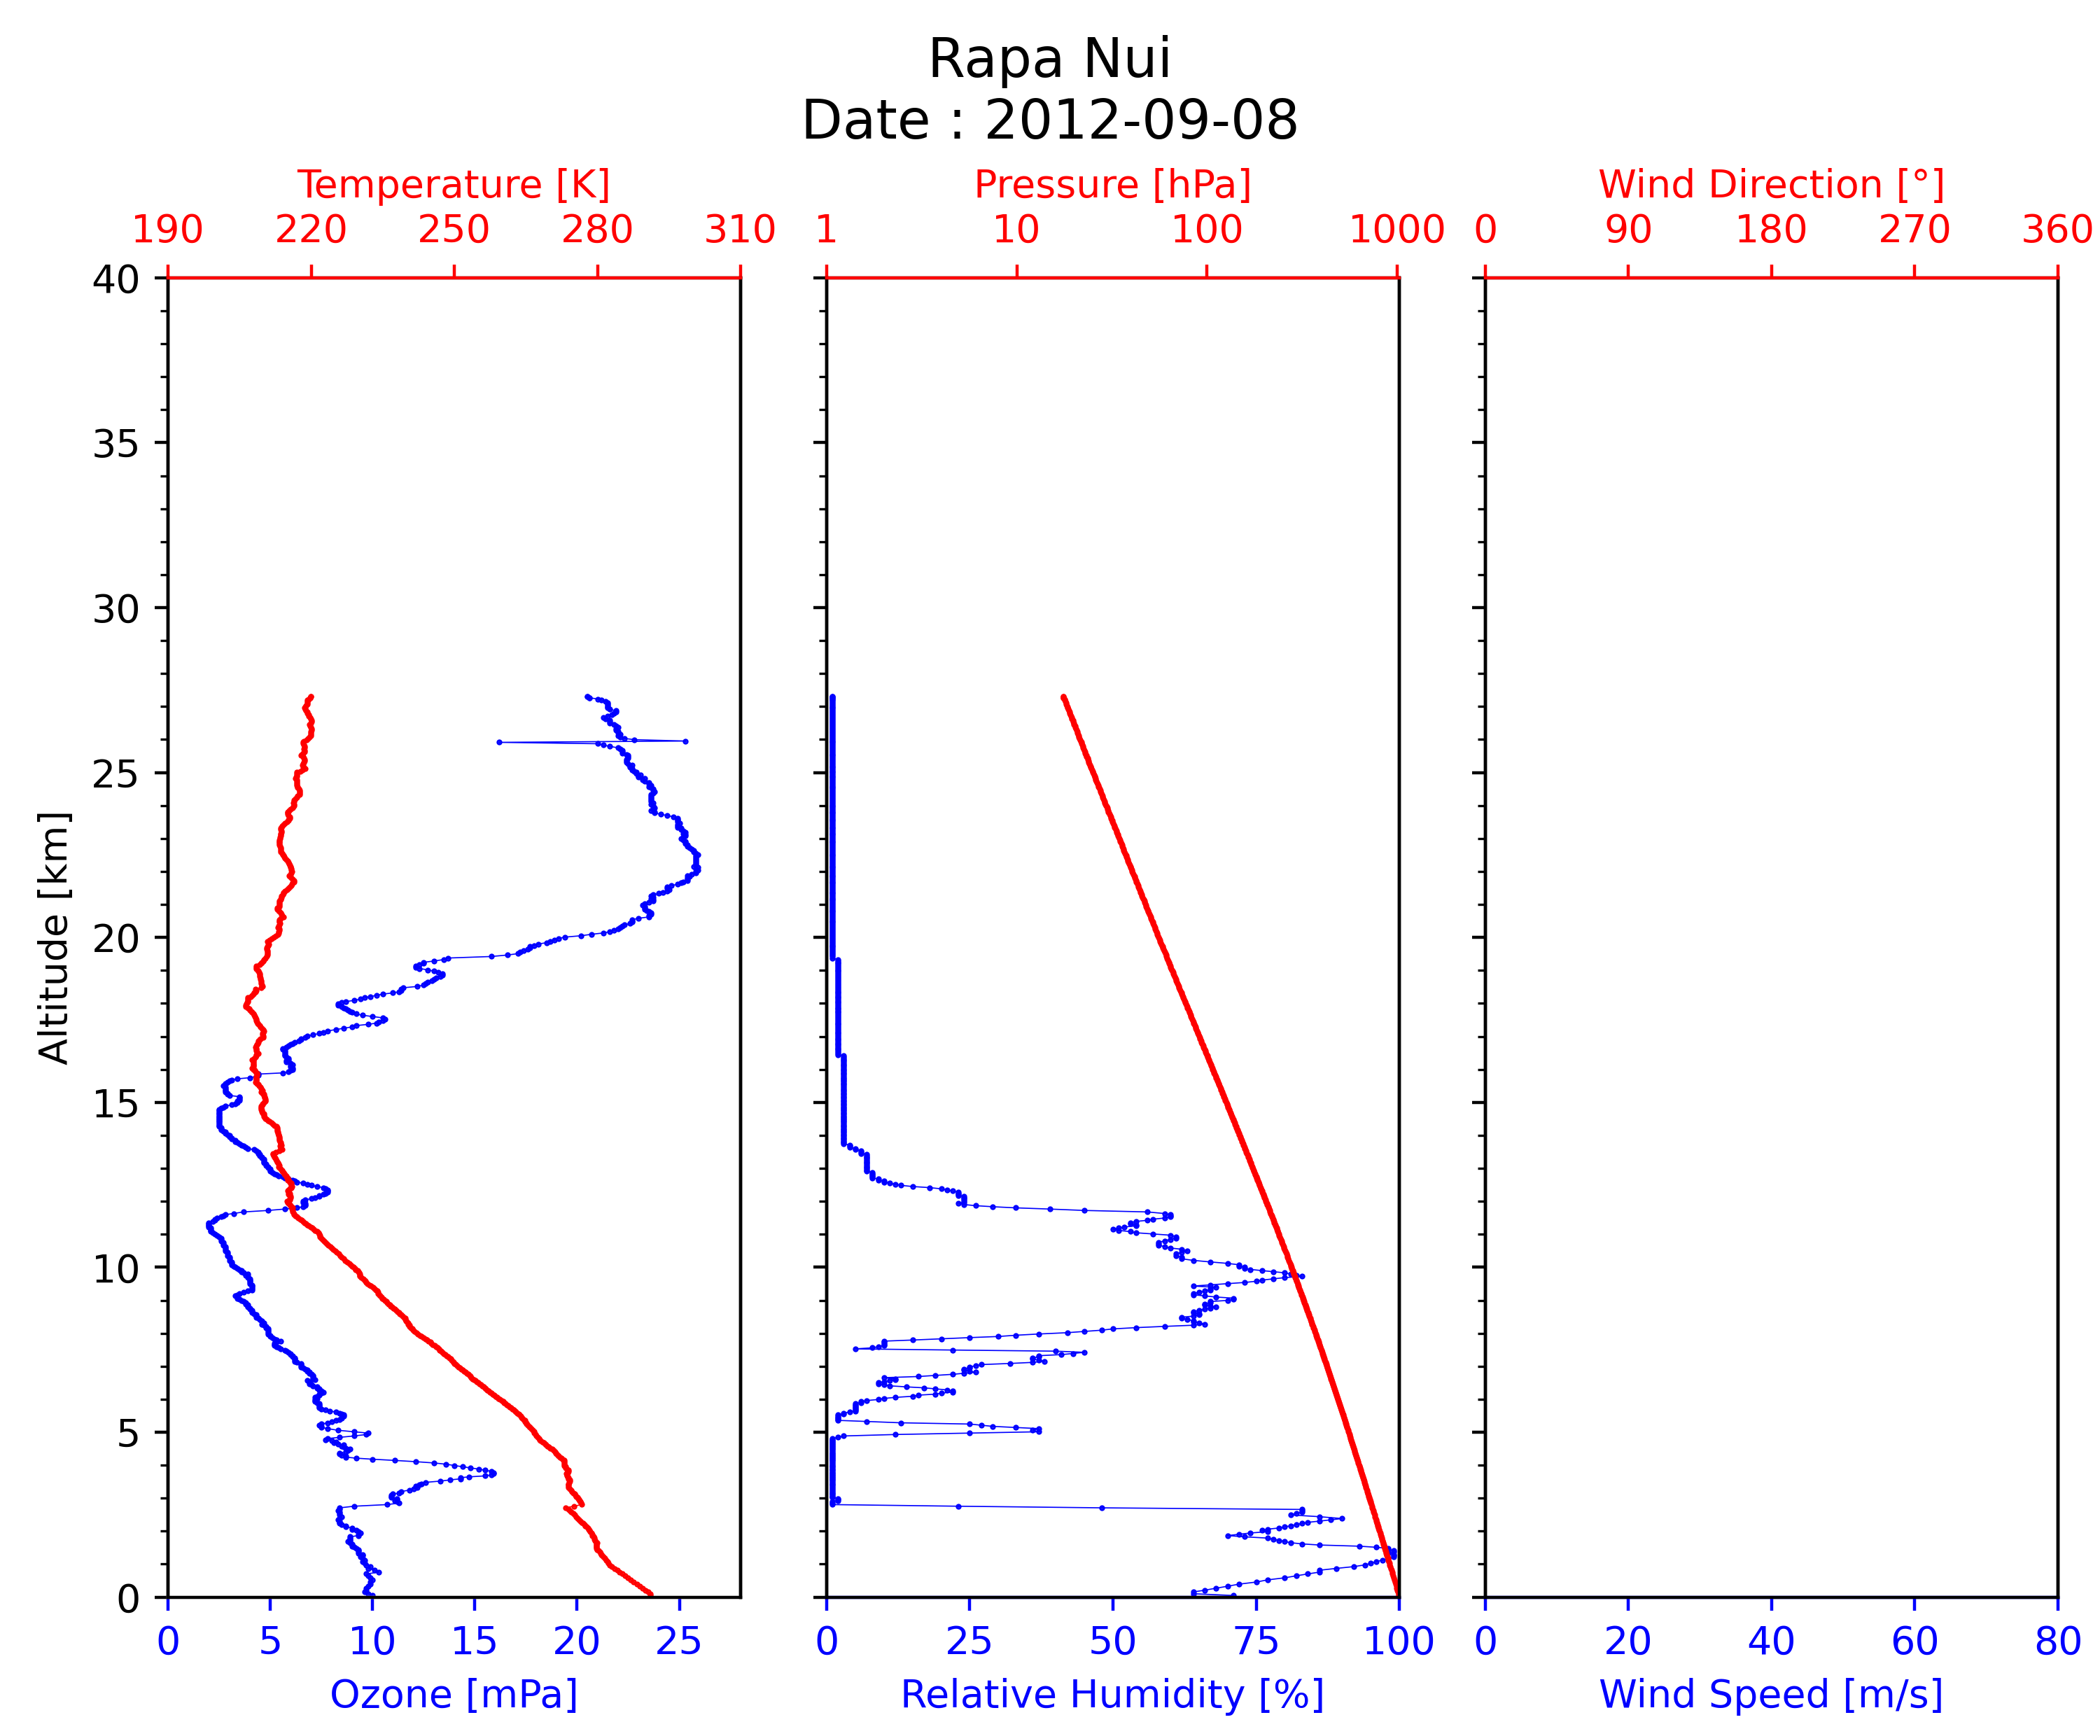 Rapa Nui
Date : 2012-09-08
Temperature [K]
190 220 250 280 310
Pressure [hPa]
1 10 100 1000
Wind Direction [°]
0 90 180 270 360
Altitude [km]
40
35
30
25
20
15
10
5
0
0 5 10 15 20 25
Ozone [mPa]
0 25 50 75 100
Relative Humidity [%]
0 20 40 60 80
Wind Speed [m/s]